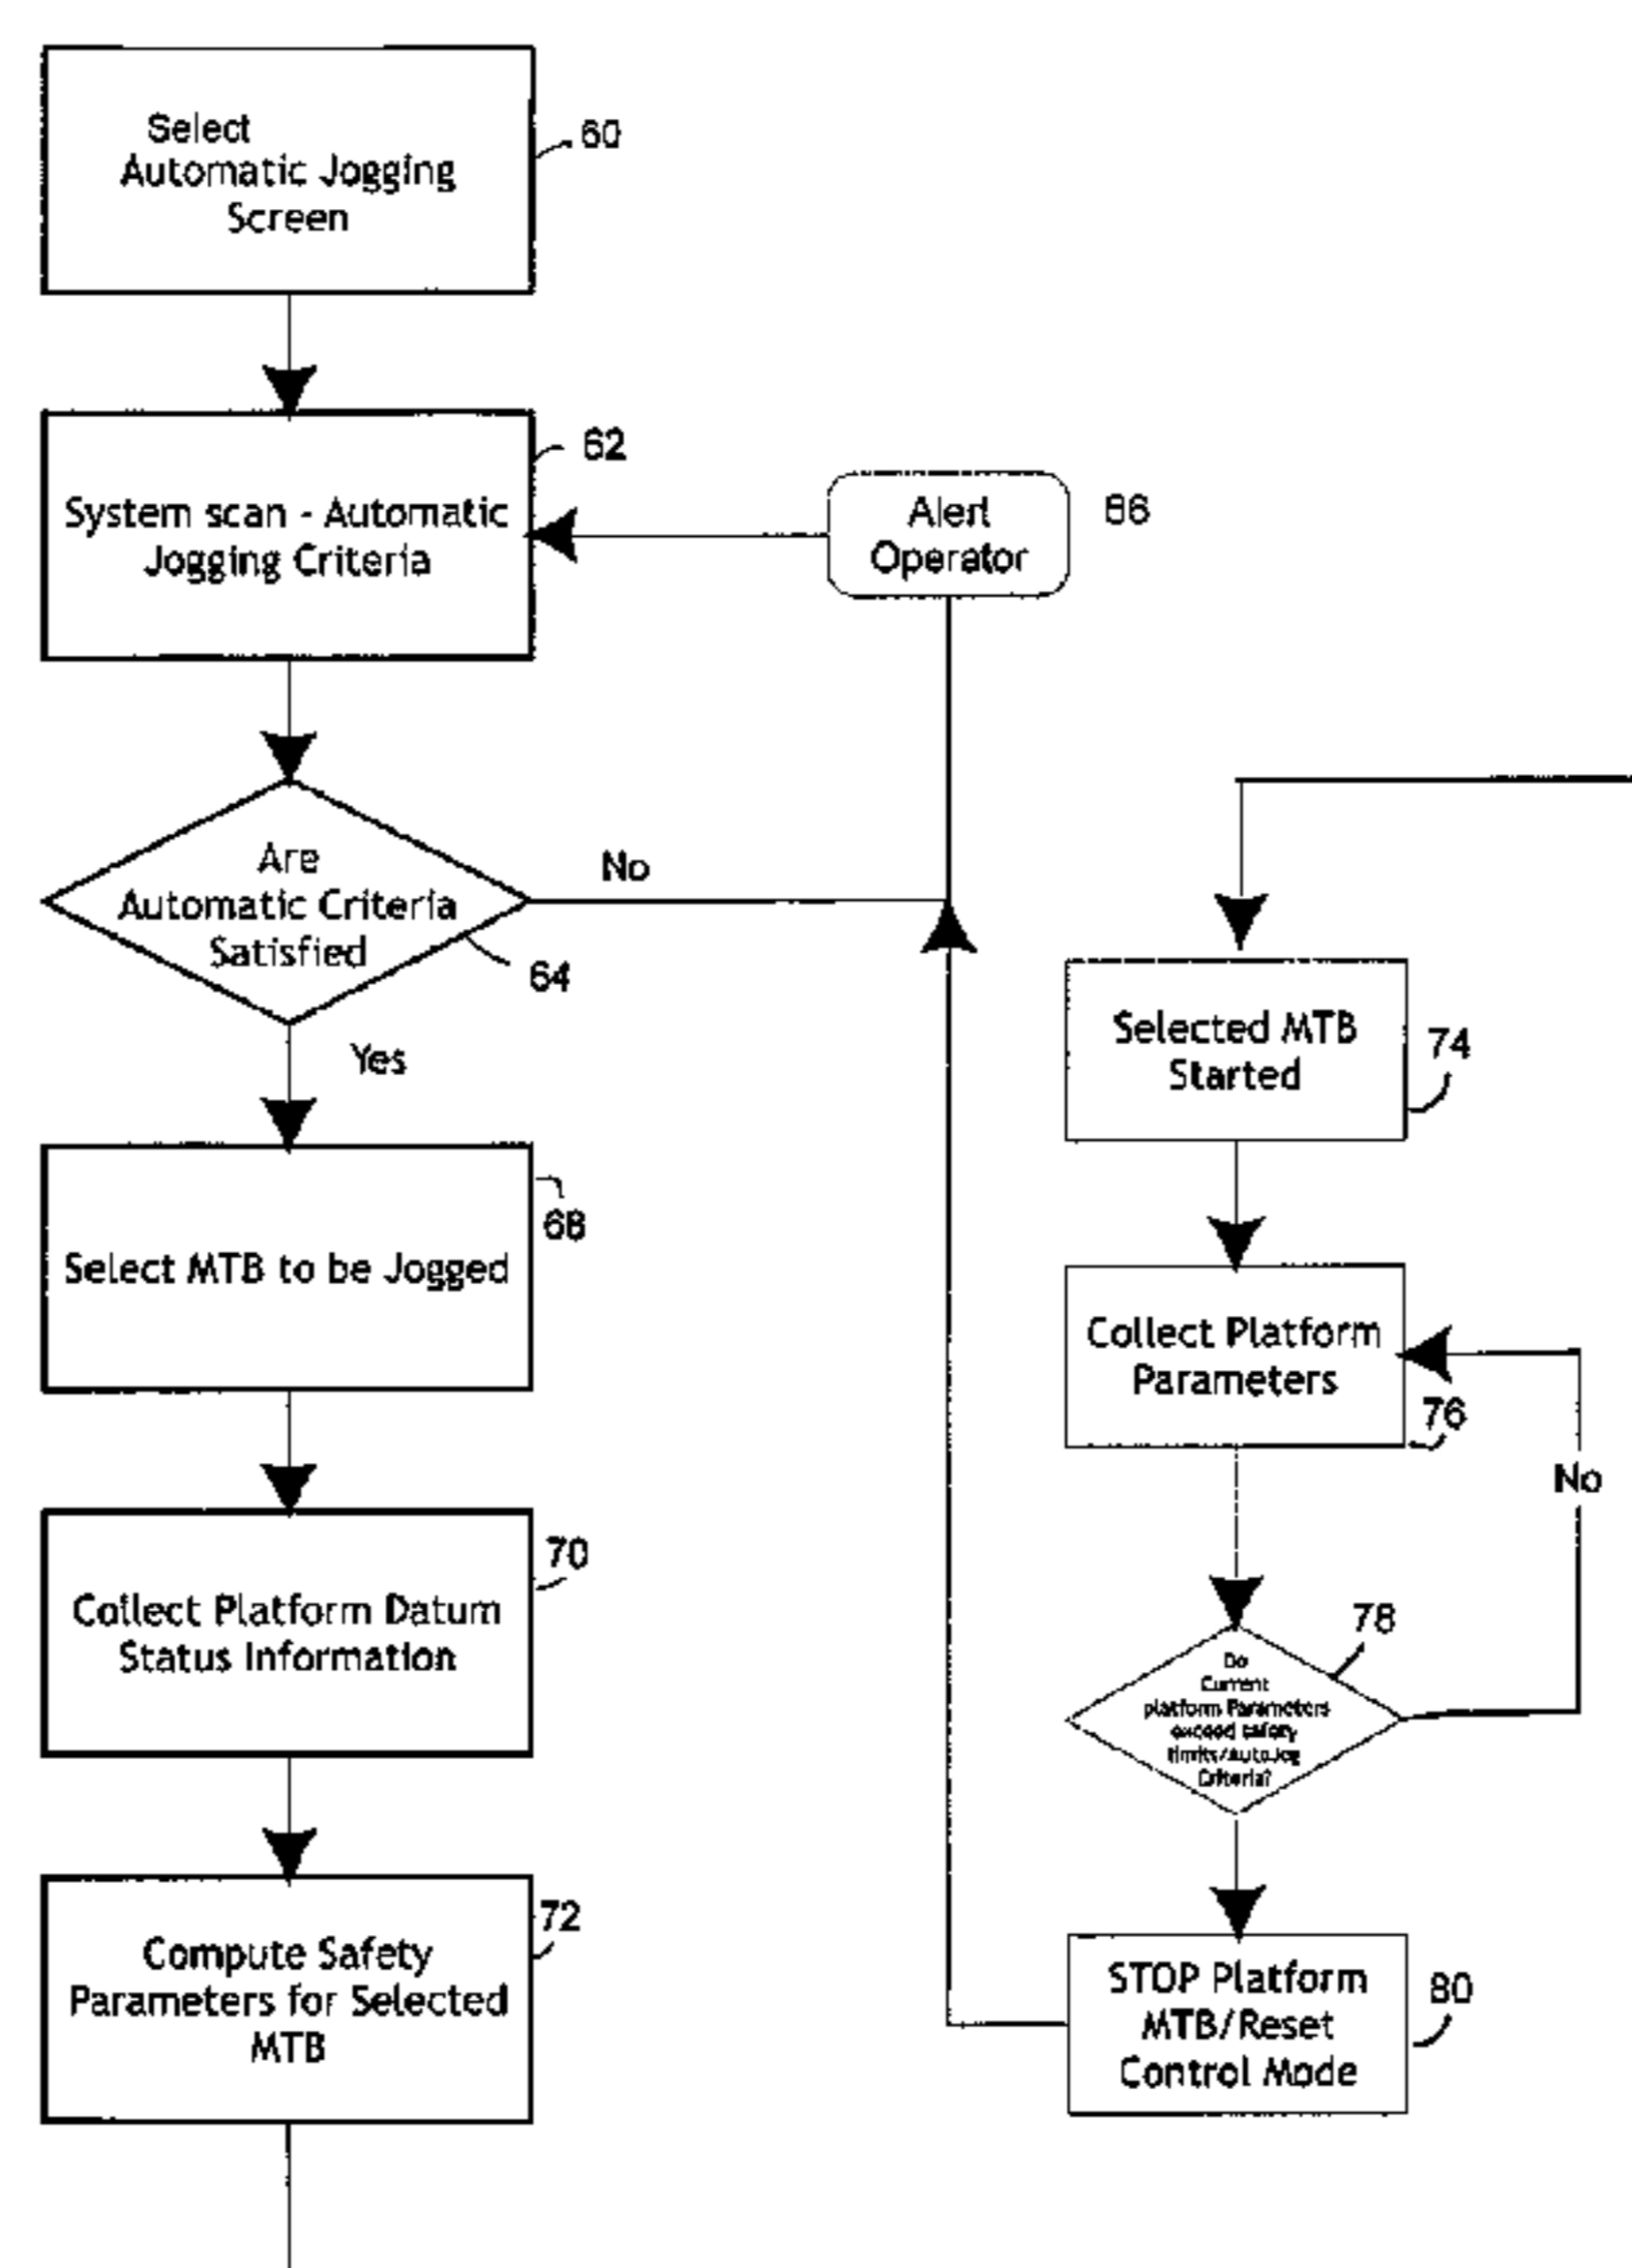 Select
Automatic Jogging
Screen
60
System scan - Automatic
Jogging Criteria
62
Alert
Operator
86
Are
Automatic Criteria
Satisfied
64
No
Yes
Select MTB to be Jogged
68
Collect Platform Datum
Status Information
70
Compute Safety
Parameters for Selected
MTB
72
Selected MTB
Started
74
Collect Platform
Parameters
76
No
Do
Current
platform Parameters
exceed safety
limits/AutoJog
Criteria?
78
STOP Platform
MTB/Reset
Control Mode
80